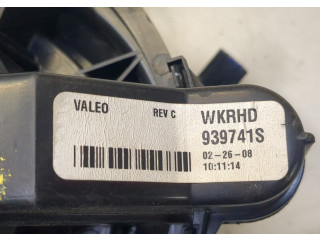 VALEO REV C WKRHD
939741S
02-26-08
10:11:14